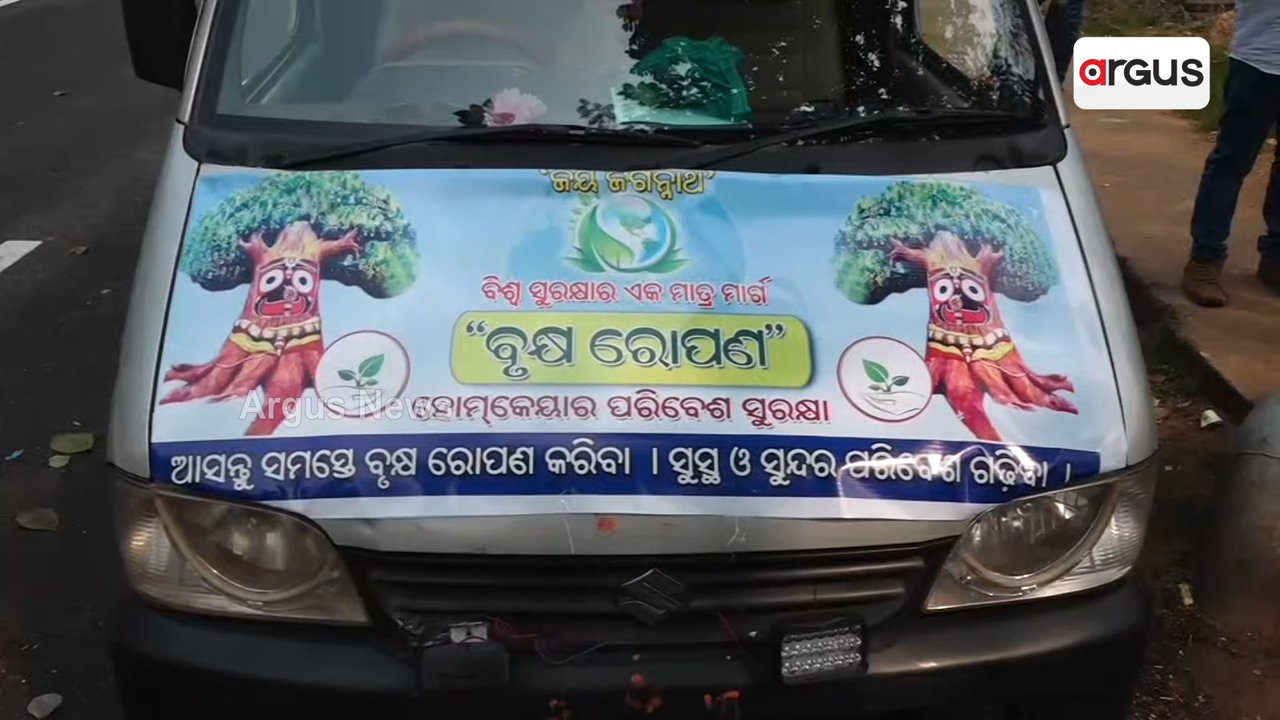 argus
'ଜୟ ଜଗନ୍ନାଥ'
ବିଶ୍ୱ ସୁରକ୍ଷାର ଏକ ମାତ୍ର ମାର୍ଗ
“ବୃକ୍ଷ ରୋପଣ”
Argus News
ହୋମ୍‌କେୟାର ପରିବେଶ ସୁରକ୍ଷା
ଆସନ୍ତୁ ସମସ୍ତେ ବୃକ୍ଷ ରୋପଣ କରିବା । ସୁସ୍ଥ ଓ ସୁନ୍ଦର ପରିବେଶ ଗଢ଼ିବା ।